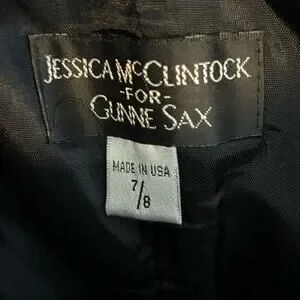 JESSICA McCLINTOCK
-FOR-
GUNNE SAX
MADE IN USA
7/8